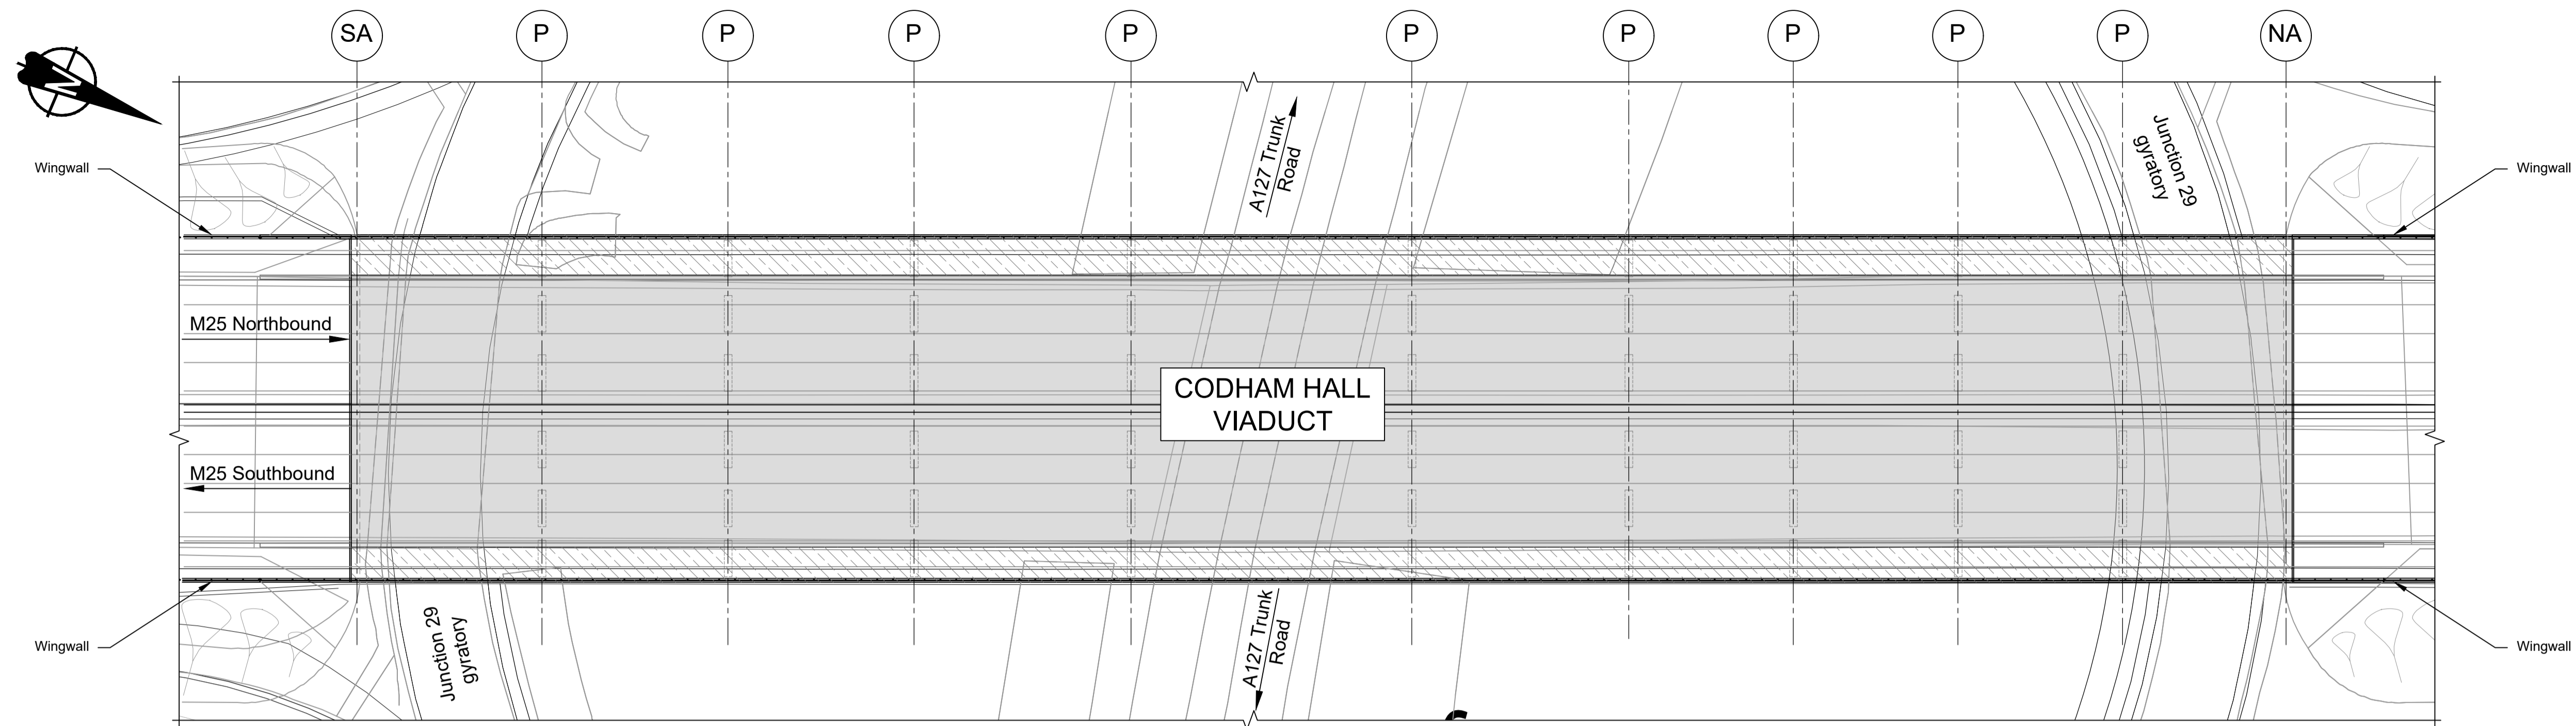 SA
P
P
P
P
P
P
P
P
P
NA
A127 Trunk
Road
Junction 29
gyratory
Wingwall
Wingwall
M25 Northbound
CODHAM HALL
VIADUCT
M25 Southbound
Junction 29
gyratory
A127 Trunk
Road
Wingwall
Wingwall